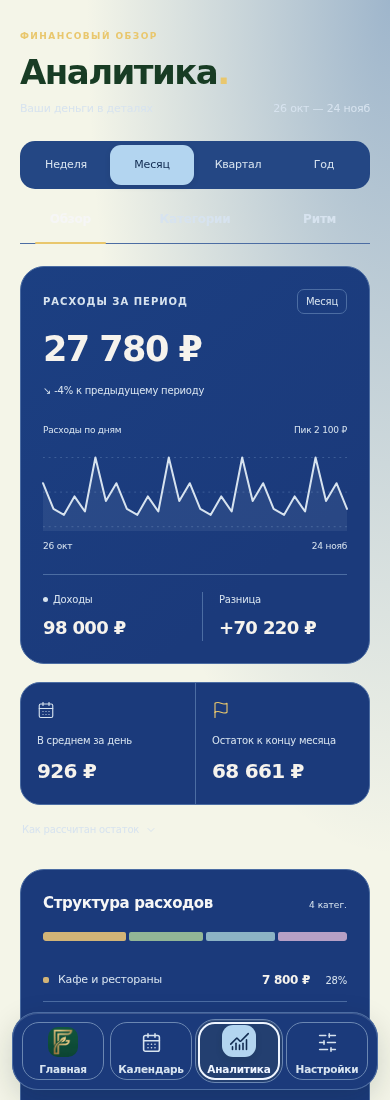 ФИНАНСОВЫЙ ОБЗОР
Аналитика.
Ваши деньги в деталях
26 окт — 24 нояб
Неделя Месяц Квартал Год
Обзор Категории Ритм
РАСХОДЫ ЗА ПЕРИОД Месяц
27 780 ₽
↘ -4% к предыдущему периоду
Расходы по дням Пик 2 100 ₽
26 окт 24 нояб
Доходы Разница
98 000 ₽ +70 220 ₽
В среднем за день Остаток к концу месяца
926 ₽ 68 661 ₽
Как рассчитан остаток
Структура расходов 4 катег.
Кафе и рестораны 7 800 ₽ 28%
Главная Календарь Аналитика Настройки